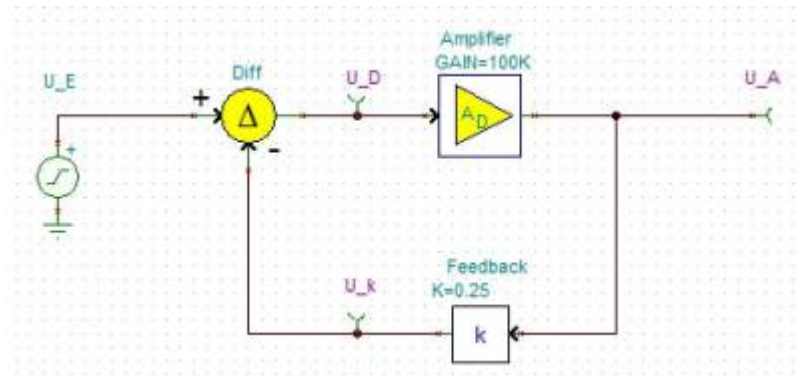 Amplifier
GAIN=100K
U_E
Diff
U_D
U_A
+
Δ
A_D
-
+
Feedback
K=0.25
U_k
k